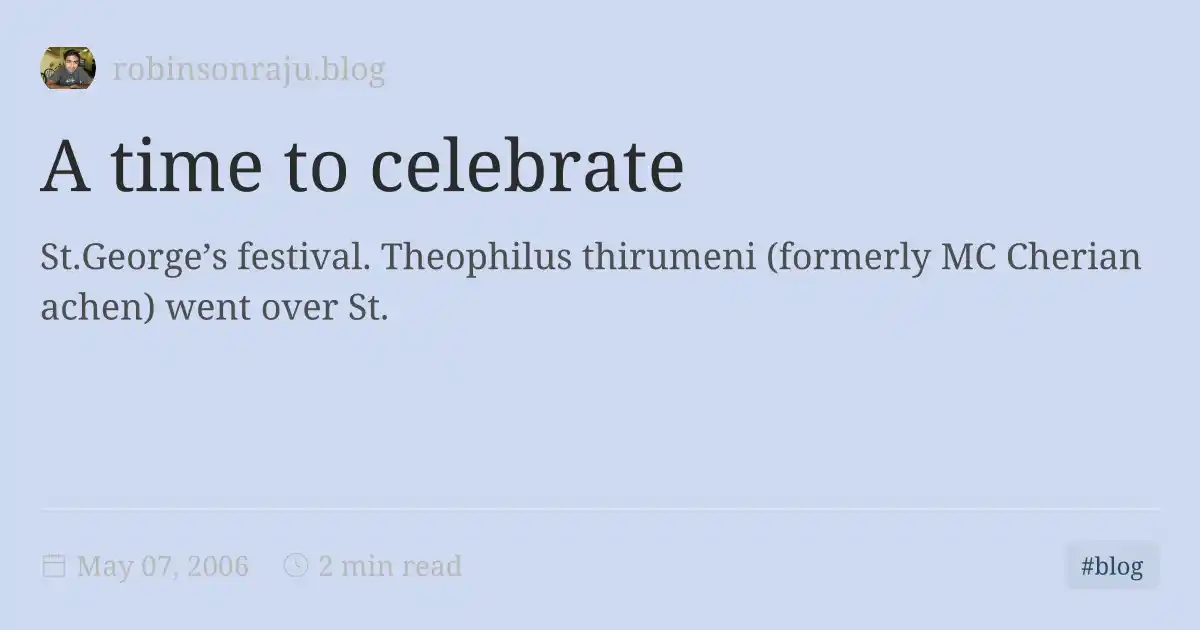 robinsonraju.blog
A time to celebrate
St.George’s festival. Theophilus thirumeni (formerly MC Cherian
achen) went over St.
May 07, 2006 2 min read #blog